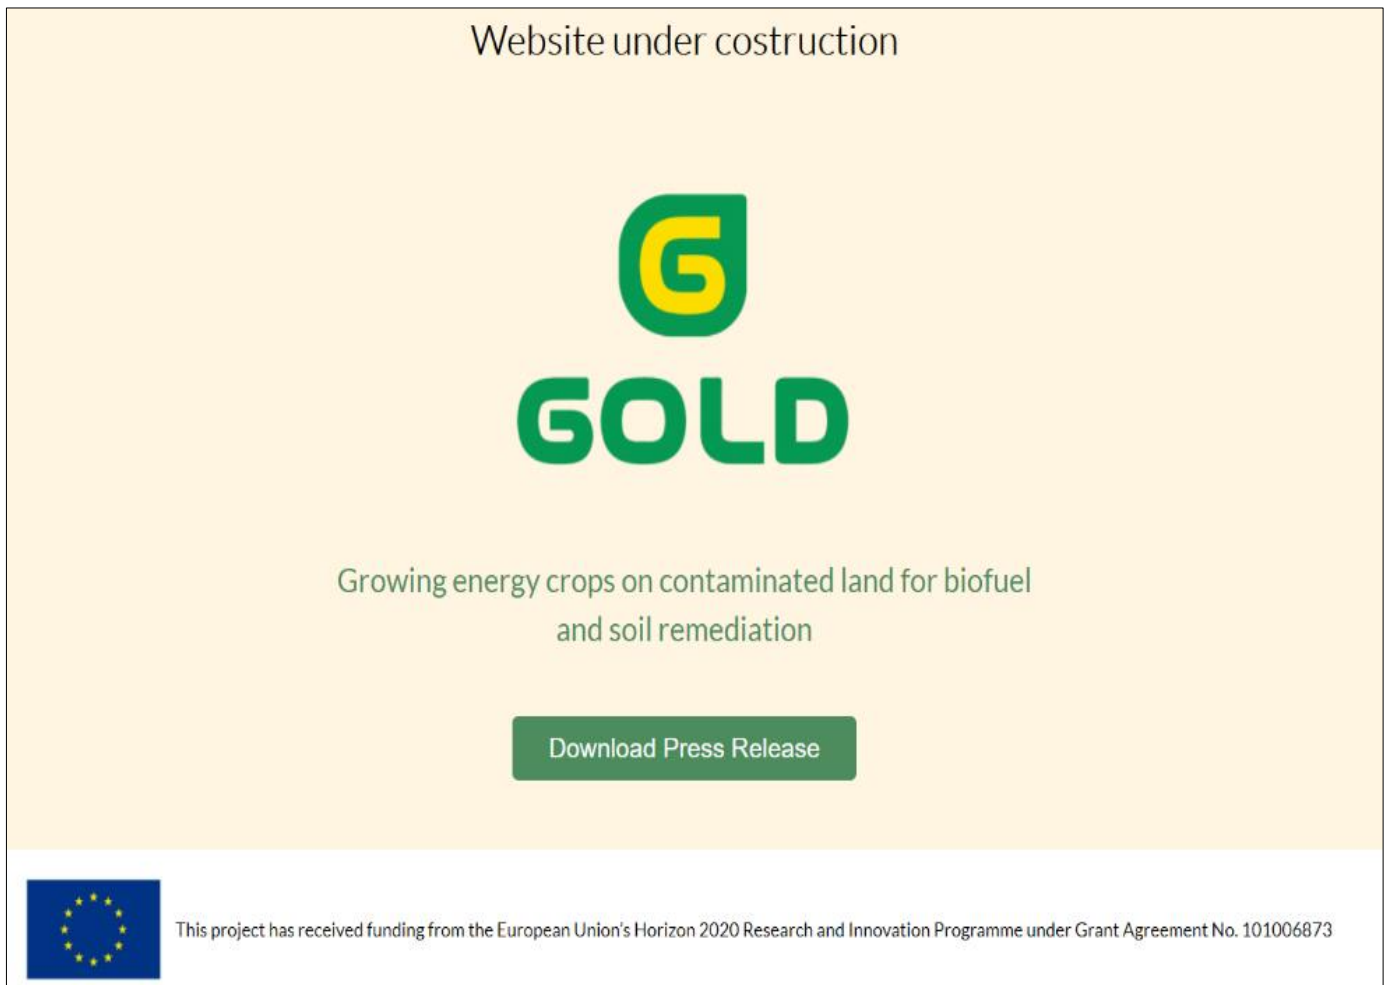 Website under costruction
G
GOLD
Growing energy crops on contaminated land for biofuel
and soil remediation
Download Press Release
This project has received funding from the European Union's Horizon 2020 Research and Innovation Programme under Grant Agreement No. 101006873